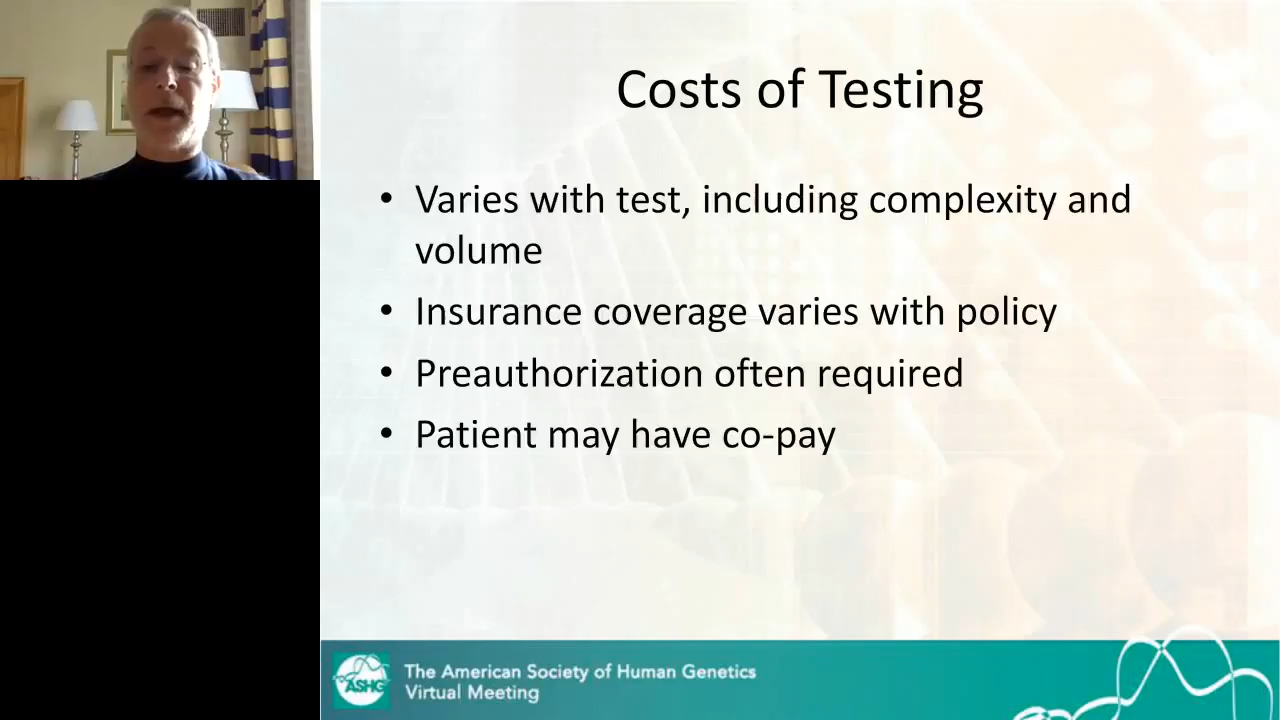 Costs of Testing
• Varies with test, including complexity and
volume
• Insurance coverage varies with policy
• Preauthorization often required
• Patient may have co-pay
ASHG
The American Society of Human Genetics
Virtual Meeting